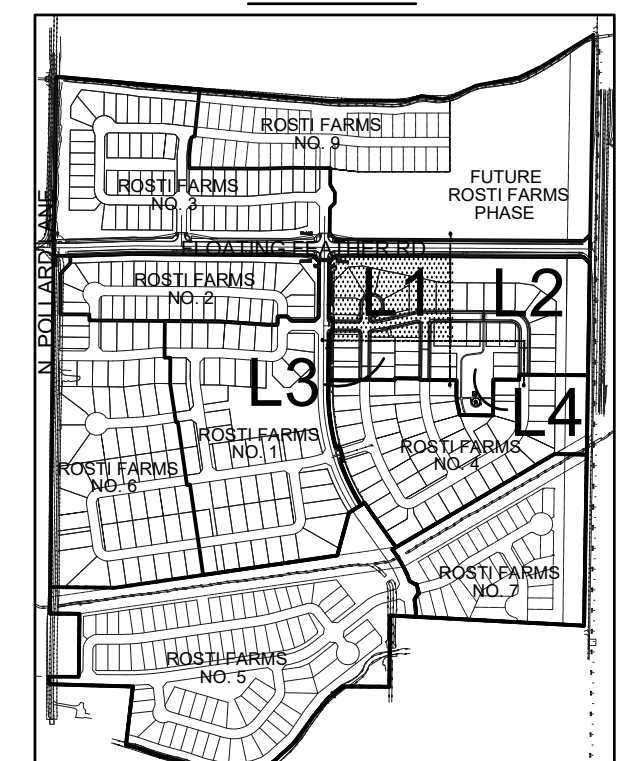 ROSTI FARMS
NO. 9
ROSTI FARMS
NO. 3
FUTURE
ROSTI FARMS
PHASE
N POLLARD LANE
FLOATING FEATHER RD
ROSTI FARMS
NO. 2
L1
L2
L3
L4
ROSTI FARMS
NO. 1
ROSTI FARMS
NO. 4
ROSTI FARMS
NO. 6
ROSTI FARMS
NO. 7
ROSTI FARMS
NO. 5